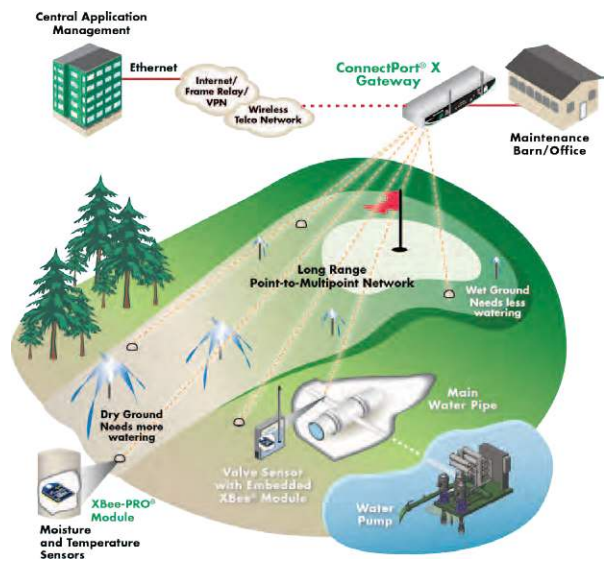 Central Application
Management
Ethernet
Internet/
Frame Relay/
VPN
Wireless
Telco Network
ConnectPort® X
Gateway
Maintenance
Barn/Office
Long Range
Point-to-Multipoint Network
Wet Ground
Needs less
watering
Dry Ground
Needs more
watering
Main
Water Pipe
Valve Sensor
with Embedded
XBee® Module
Water
Pump
XBee-PRO®
Module
Moisture
and Temperature
Sensors